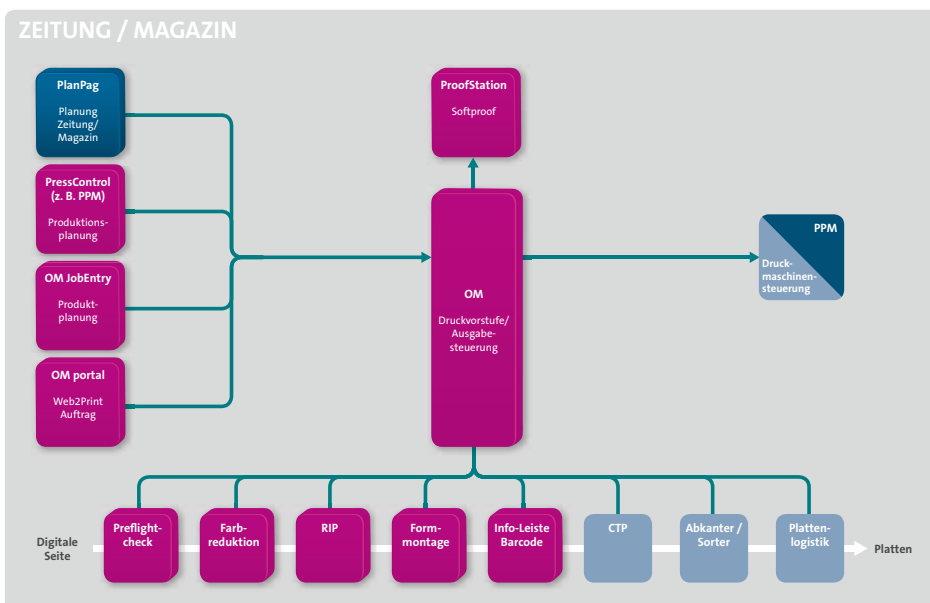 ZEITUNG / MAGAZIN
PlanPag
Planung
Zeitung/
Magazin
ProofStation
Softproof
PressControl
(z. B. PPM)
Produktions-
planung
PPM
Druck-
maschinen-
steuerung
OM JobEntry
Produkt-
planung
OM
Druckvorstufe/
Ausgabe-
steuerung
OM portal
Web2Print
Auftrag
Digitale
Seite
Preflight-
check
Farb-
reduktion
RIP
Form-
montage
Info-Leiste
Barcode
CTP
Abkanter /
Sorter
Platten-
logistik
Platten